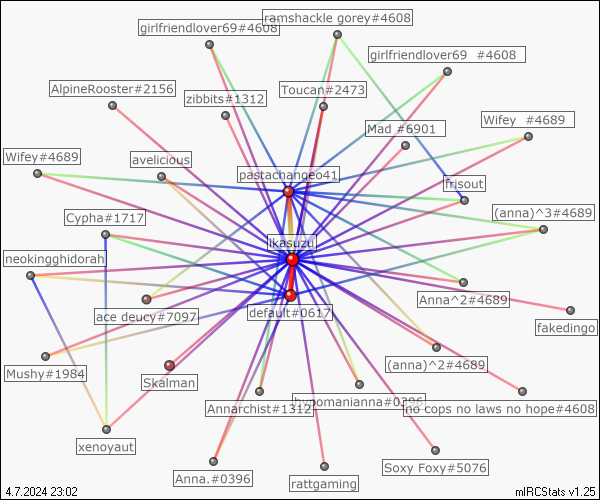 girlfriendlover69#4608
ramshackle gorey#4608
girlfriendlover69 #4608
AlpineRooster#2156
zibbits#1312
Toucan#2473
Mad #6901
Wifey #4689
Wifey#4689
avelicious
pastachange041
frisout
(anna)^3#4689
Cypha#1717
ikasuzu
neokingghidorah
Anna^2#4689
ace deucy#7097
default#0617
fakedingo
Mushy#1984
Skalman
(anna)^2#4689
Annarchist#1312
hypomanianna#0396
no cops no laws no hope#4608
xenoyaut
Anna.#0396
rattgaming
Soxy Foxy#5076
4.7.2024 23:02
mIRCStats v1.25